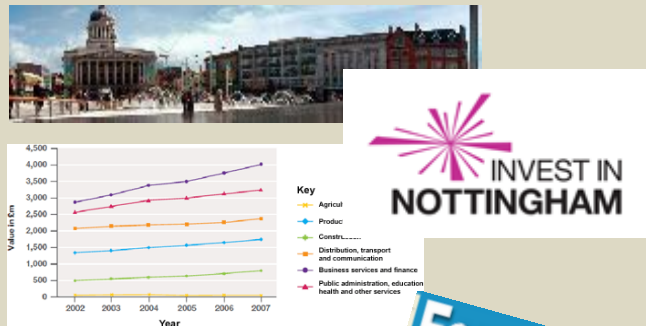 INVEST IN
NOTTINGHAM
4,500
4,000
3,500
3,000
2,500
2,000
1,500
1,000
500
0
Value in £m
2002 2003 2004 2005 2006 2007
Year
Key
Distribution, transport
and communication
Business services and finance
Public administration, education
health and other services